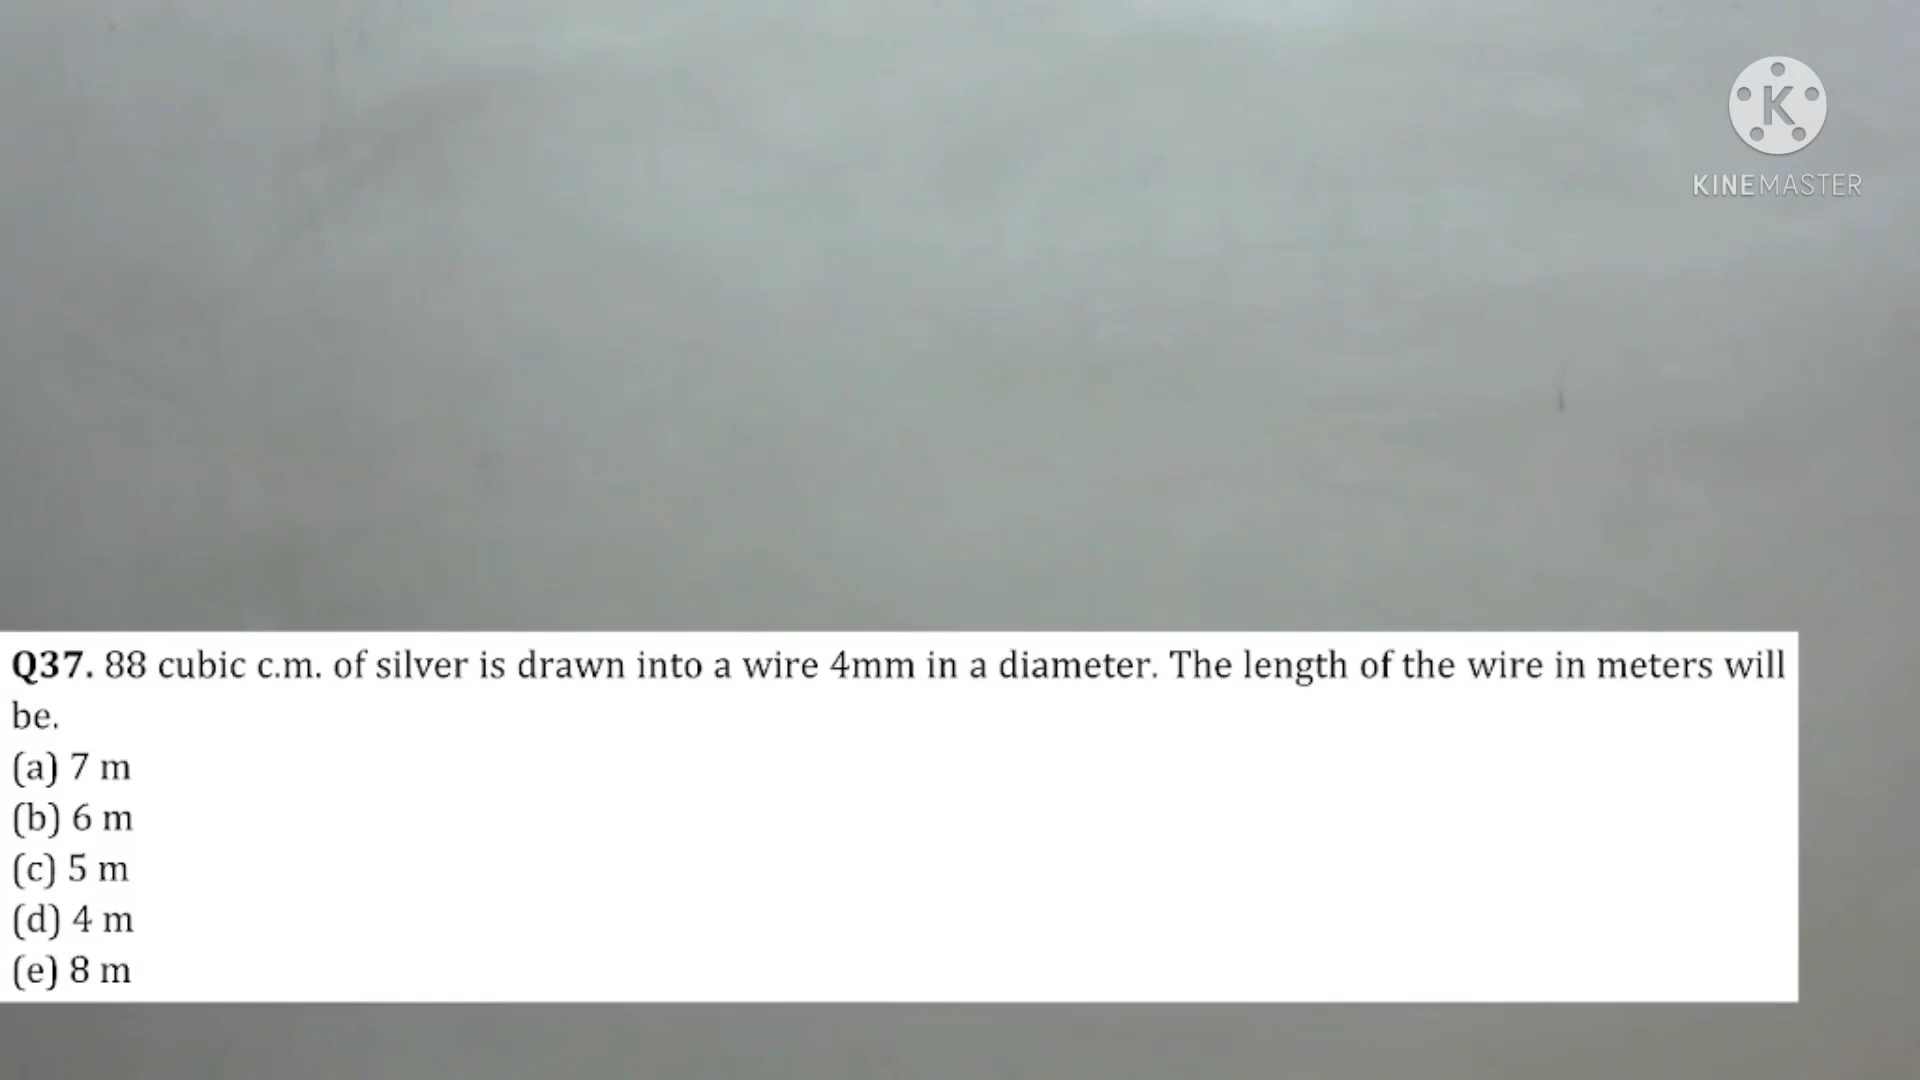 K
KINEMASTER
Q37. 88 cubic c.m. of silver is drawn into a wire 4mm in a diameter. The length of the wire in meters will
be.
(a) 7 m
(b) 6 m
(c) 5 m
(d) 4 m
(e) 8 m